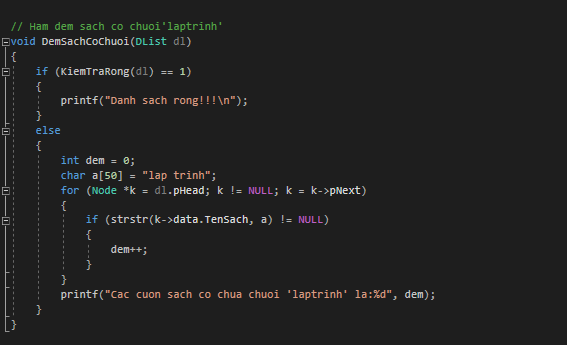 // Ham dem sach co chuoi'laptrinh'
void DemSachCoChuoi(DList dl)
{
    if (KiemTraRong(dl) == 1)
    {
        printf("Danh sach rong!!!\n");
    }
    else
    {
        int dem = 0;
        char a[50] = "lap trinh";
        for (Node *k = dl.pHead; k != NULL; k = k->pNext)
        {
            if (strstr(k->data.TenSach, a) != NULL)
            {
                dem++;
            }
        }
        printf("Cac cuon sach co chua chuoi 'laptrinh' la:%d", dem);
    }
}